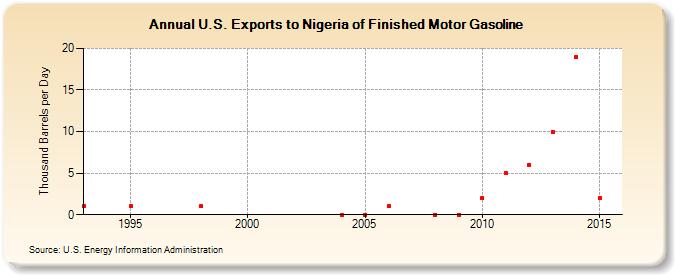 Annual U.S. Exports to Nigeria of Finished Motor Gasoline
Thousand Barrels per Day
20
15
10
5
0
1995 2000 2005 2010 2015
Source: U.S. Energy Information Administration